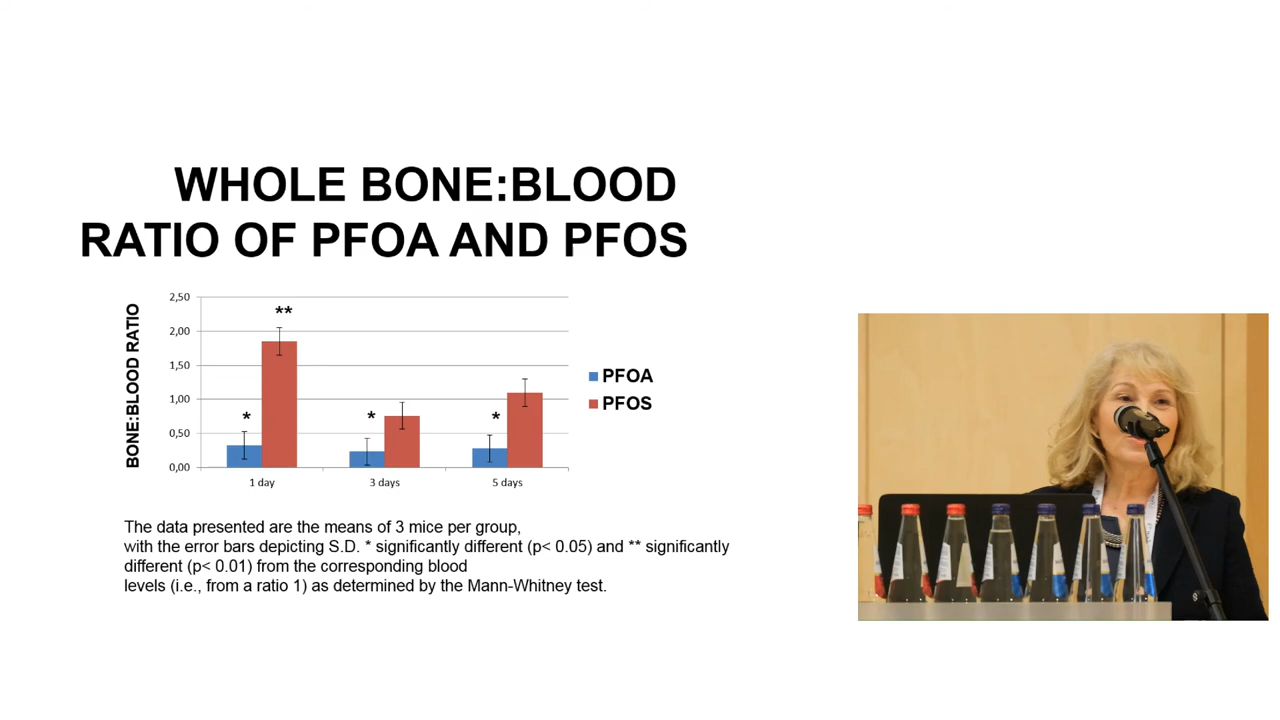 WHOLE BONE:BLOOD
RATIO OF PFOA AND PFOS
BONE:BLOOD RATIO
2,50
2,00
1,50
1,00
0,50
0,00
**
*
*
*
1 day
3 days
5 days
PFOA
PFOS
The data presented are the means of 3 mice per group,
with the error bars depicting S.D. * significantly different (p< 0.05) and ** significantly
different (p< 0.01) from the corresponding blood
levels (i.e., from a ratio 1) as determined by the Mann-Whitney test.